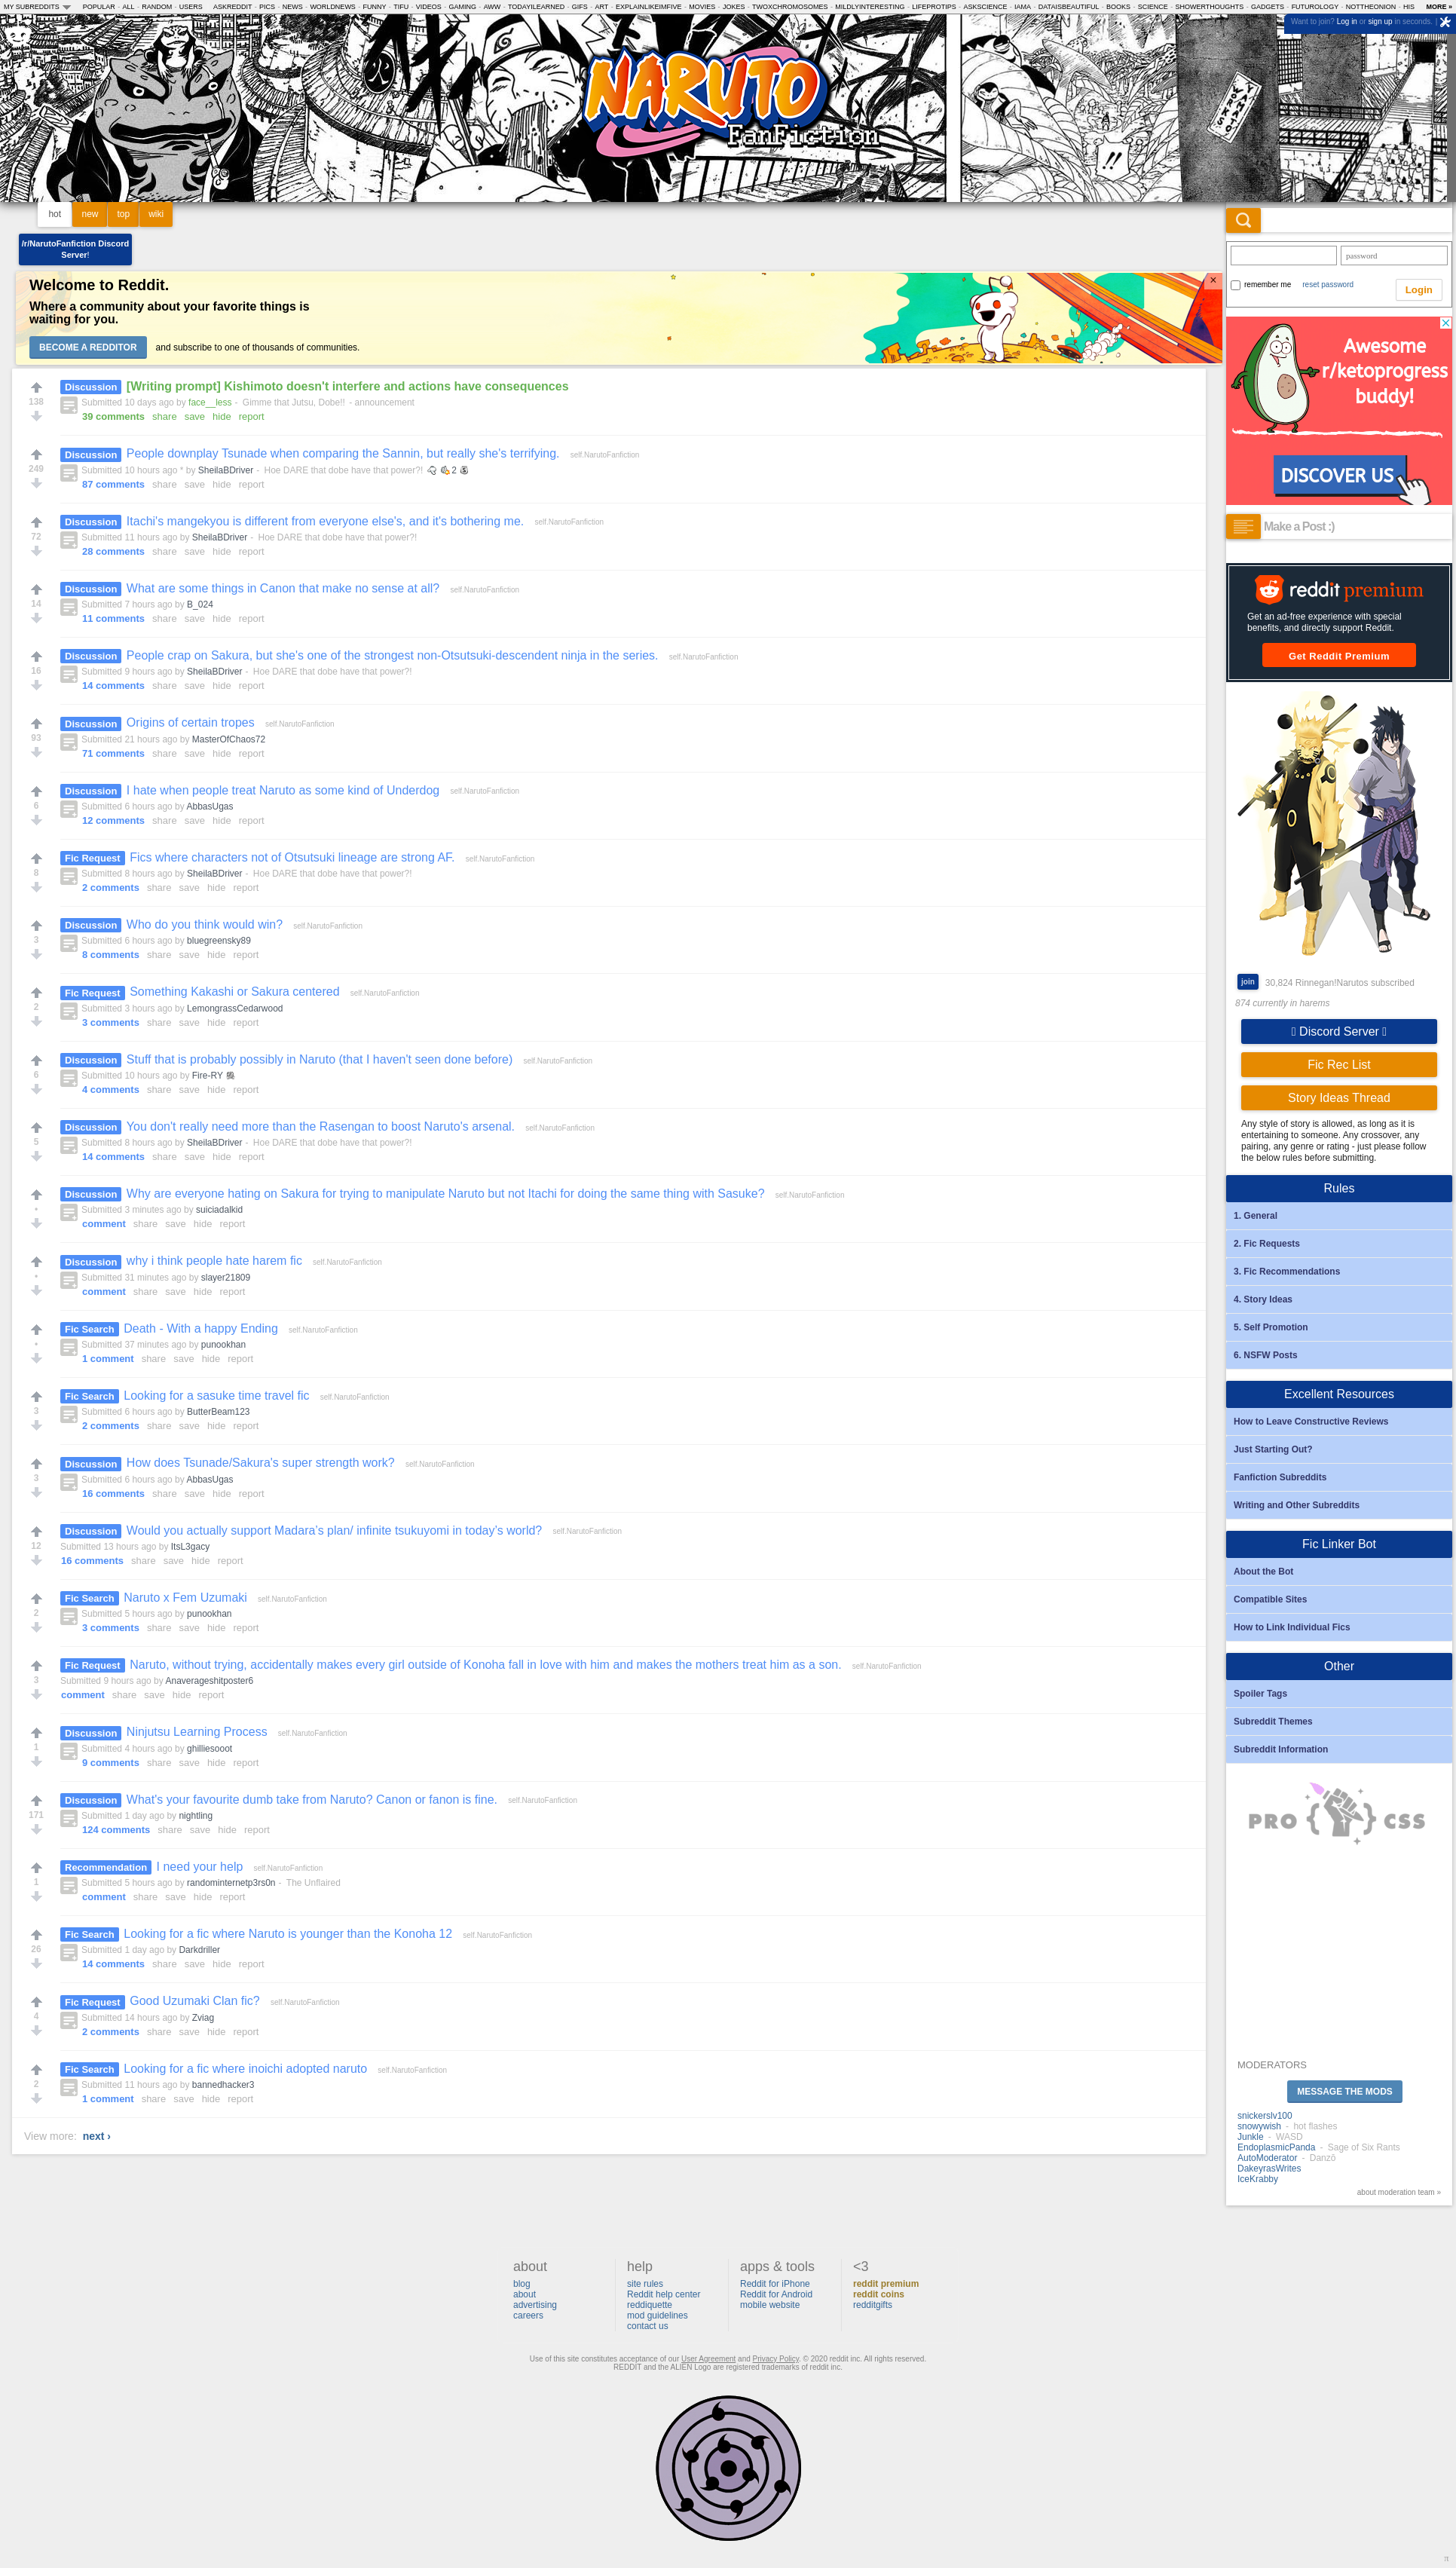 MY SUBREDDITS POPULAR - ALL - RANDOM - USERS ASKREDDIT - PICS - NEWS - WORLDNEWS - FUNNY - TIFU - VIDEOS - GAMING - AWW - TODAYILEARNED - GIFS - ART - EXPLAINLIKEIMFIVE - MOVIES - JOKES - TWOXCHROMOSOMES - MILDLYINTERESTING - LIFEPROTIPS - ASKSCIENCE - IAMA - DATAISBEAUTIFUL - BOOKS - SCIENCE - SHOWERTHOUGHTS - GADGETS - FUTUROLOGY - NOTTHEONION - HIS MORE »
Want to join? Log in or sign up in seconds. |
NARUTO
FanFiction
hot new top wiki
/r/NarutoFanfiction Discord
Server!
Welcome to Reddit.
Where a community about your favorite things is
waiting for you.
BECOME A REDDITOR and subscribe to one of thousands of communities.
×
138
Discussion [Writing prompt] Kishimoto doesn't interfere and actions have consequences
Submitted 10 days ago by face__less - Gimme that Jutsu, Dobe!! - announcement
39 comments share save hide report
249
Discussion People downplay Tsunade when comparing the Sannin, but really she's terrifying. self.NarutoFanfiction
Submitted 10 hours ago * by SheilaBDriver - Hoe DARE that dobe have that power?! 2
87 comments share save hide report
72
Discussion Itachi's mangekyou is different from everyone else's, and it's bothering me. self.NarutoFanfiction
Submitted 11 hours ago by SheilaBDriver - Hoe DARE that dobe have that power?!
28 comments share save hide report
14
Discussion What are some things in Canon that make no sense at all? self.NarutoFanfiction
Submitted 7 hours ago by B_024
11 comments share save hide report
16
Discussion People crap on Sakura, but she's one of the strongest non-Otsutsuki-descendent ninja in the series. self.NarutoFanfiction
Submitted 9 hours ago by SheilaBDriver - Hoe DARE that dobe have that power?!
14 comments share save hide report
93
Discussion Origins of certain tropes self.NarutoFanfiction
Submitted 21 hours ago by MasterOfChaos72
71 comments share save hide report
6
Discussion I hate when people treat Naruto as some kind of Underdog self.NarutoFanfiction
Submitted 6 hours ago by AbbasUgas
12 comments share save hide report
8
Fic Request Fics where characters not of Otsutsuki lineage are strong AF. self.NarutoFanfiction
Submitted 8 hours ago by SheilaBDriver - Hoe DARE that dobe have that power?!
2 comments share save hide report
3
Discussion Who do you think would win? self.NarutoFanfiction
Submitted 6 hours ago by bluegreensky89
8 comments share save hide report
2
Fic Request Something Kakashi or Sakura centered self.NarutoFanfiction
Submitted 3 hours ago by LemongrassCedarwood
3 comments share save hide report
6
Discussion Stuff that is probably possibly in Naruto (that I haven't seen done before) self.NarutoFanfiction
Submitted 10 hours ago by Fire-RY
4 comments share save hide report
5
Discussion You don't really need more than the Rasengan to boost Naruto's arsenal. self.NarutoFanfiction
Submitted 8 hours ago by SheilaBDriver - Hoe DARE that dobe have that power?!
14 comments share save hide report
•
Discussion Why are everyone hating on Sakura for trying to manipulate Naruto but not Itachi for doing the same thing with Sasuke? self.NarutoFanfiction
Submitted 3 minutes ago by suiciadalkid
comment share save hide report
•
Discussion why i think people hate harem fic self.NarutoFanfiction
Submitted 31 minutes ago by slayer21809
comment share save hide report
•
Fic Search Death - With a happy Ending self.NarutoFanfiction
Submitted 37 minutes ago by punookhan
1 comment share save hide report
3
Fic Search Looking for a sasuke time travel fic self.NarutoFanfiction
Submitted 6 hours ago by ButterBeam123
2 comments share save hide report
3
Discussion How does Tsunade/Sakura's super strength work? self.NarutoFanfiction
Submitted 6 hours ago by AbbasUgas
16 comments share save hide report
12
Discussion Would you actually support Madara's plan/ infinite tsukuyomi in today's world? self.NarutoFanfiction
Submitted 13 hours ago by ItsL3gacy
16 comments share save hide report
2
Fic Search Naruto x Fem Uzumaki self.NarutoFanfiction
Submitted 5 hours ago by punookhan
3 comments share save hide report
3
Fic Request Naruto, without trying, accidentally makes every girl outside of Konoha fall in love with him and makes the mothers treat him as a son. self.NarutoFanfiction
Submitted 9 hours ago by Anaverageshitposter6
comment share save hide report
1
Discussion Ninjutsu Learning Process self.NarutoFanfiction
Submitted 4 hours ago by ghilliesooot
9 comments share save hide report
171
Discussion What's your favourite dumb take from Naruto? Canon or fanon is fine. self.NarutoFanfiction
Submitted 1 day ago by nightling
124 comments share save hide report
1
Recommendation I need your help self.NarutoFanfiction
Submitted 5 hours ago by randominternetp3rs0n - The Unflaired
comment share save hide report
26
Fic Search Looking for a fic where Naruto is younger than the Konoha 12 self.NarutoFanfiction
Submitted 1 day ago by Darkdriller
14 comments share save hide report
4
Fic Request Good Uzumaki Clan fic? self.NarutoFanfiction
Submitted 14 hours ago by Zviag
2 comments share save hide report
2
Fic Search Looking for a fic where inoichi adopted naruto self.NarutoFanfiction
Submitted 11 hours ago by bannedhacker3
1 comment share save hide report
View more: next ›
password
remember me reset password Login
Awesome
r/ketoprogress
buddy!
DISCOVER US
Make a Post :)
reddit premium
Get an ad-free experience with special
benefits, and directly support Reddit.
Get Reddit Premium
join 30,824 Rinnegan!Narutos subscribed
874 currently in harems
Discord Server
Fic Rec List
Story Ideas Thread
Any style of story is allowed, as long as it is
entertaining to someone. Any crossover, any
pairing, any genre or rating - just please follow
the below rules before submitting.
Rules
1. General
2. Fic Requests
3. Fic Recommendations
4. Story Ideas
5. Self Promotion
6. NSFW Posts
Excellent Resources
How to Leave Constructive Reviews
Just Starting Out?
Fanfiction Subreddits
Writing and Other Subreddits
Fic Linker Bot
About the Bot
Compatible Sites
How to Link Individual Fics
Other
Spoiler Tags
Subreddit Themes
Subreddit Information
PRO { } CSS
MODERATORS
MESSAGE THE MODS
snickerslv100
snowywish - hot flashes
Junkle - WASD
EndoplasmicPanda - Sage of Six Rants
AutoModerator - Danzō
DakeyrasWrites
IceKrabby
about moderation team »
about
blog
about
advertising
careers
help
site rules
Reddit help center
reddiquette
mod guidelines
contact us
apps & tools
Reddit for iPhone
Reddit for Android
mobile website
<3
reddit premium
reddit coins
redditgifts
Use of this site constitutes acceptance of our User Agreement and Privacy Policy. © 2020 reddit inc. All rights reserved.
REDDIT and the ALIEN Logo are registered trademarks of reddit inc.
π